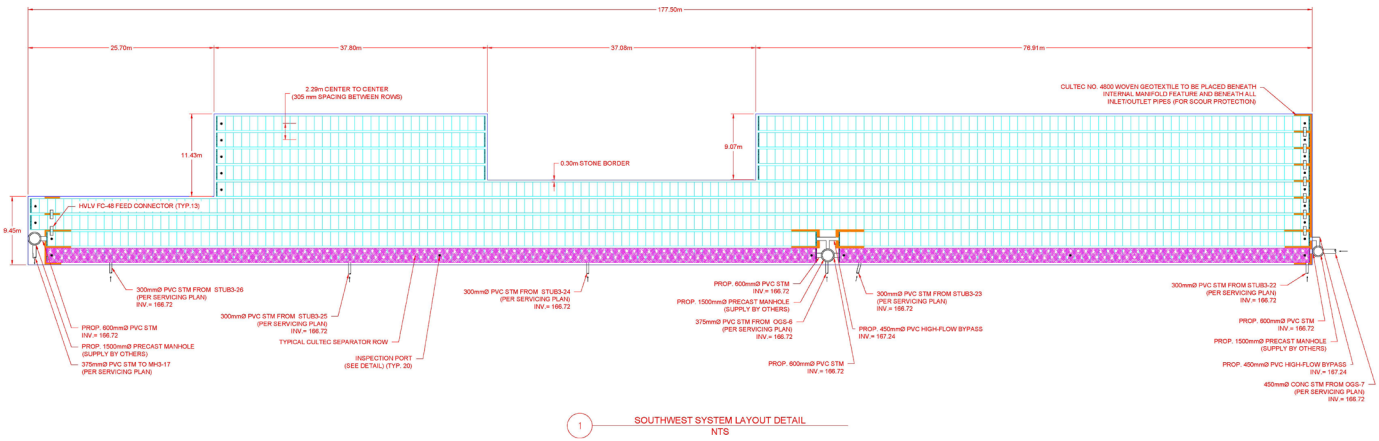 177.50m
25.70m
37.80m
37.08m
76.91m
2.29m CENTER TO CENTER
(305 mm SPACING BETWEEN ROWS)
CULTEC NO. 4800 WOVEN GEOTEXTILE TO BE PLACED BENEATH
INTERNAL MANIFOLD FEATURE AND BENEATH ALL
INLET/OUTLET PIPES (FOR SCOUR PROTECTION)
11.43m
9.07m
0.30m STONE BORDER
HVLV FC-48 FEED CONNECTOR (TYP.13)
9.45m
300mmØ PVC STM FROM STUB3-26
(PER SERVICING PLAN)
INV.= 166.72
300mmØ PVC STM FROM STUB3-25
(PER SERVICING PLAN)
INV.= 166.72
300mmØ PVC STM FROM STUB3-24
(PER SERVICING PLAN)
INV.= 166.72
PROP. 600mmØ PVC STM
INV.= 166.72
PROP. 1500mmØ PRECAST MANHOLE
(SUPPLY BY OTHERS)
375mmØ PVC STM FROM OGS-6
(PER SERVICING PLAN)
INV.= 166.72
300mmØ PVC STM FROM STUB3-23
(PER SERVICING PLAN)
INV.= 166.72
300mmØ PVC STM FROM STUB3-22
(PER SERVICING PLAN)
INV.= 166.72
PROP. 600mmØ PVC STM
INV.= 166.72
PROP. 1500mmØ PRECAST MANHOLE
(SUPPLY BY OTHERS)
375mmØ PVC STM TO MH3-17
(PER SERVICING PLAN)
TYPICAL CULTEC SEPARATOR ROW
INSPECTION PORT
(SEE DETAIL) (TYP. 20)
PROP. 450mmØ PVC HIGH-FLOW BYPASS
INV.= 167.24
PROP. 600mmØ PVC STM
INV.= 166.72
PROP. 600mmØ PVC STM
INV.= 166.72
PROP. 1500mmØ PRECAST MANHOLE
(SUPPLY BY OTHERS)
PROP. 450mmØ PVC HIGH-FLOW BYPASS
INV.= 167.24
450mmØ CONC STM FROM OGS-7
(PER SERVICING PLAN)
INV.= 166.72
1
SOUTHWEST SYSTEM LAYOUT DETAIL
NTS